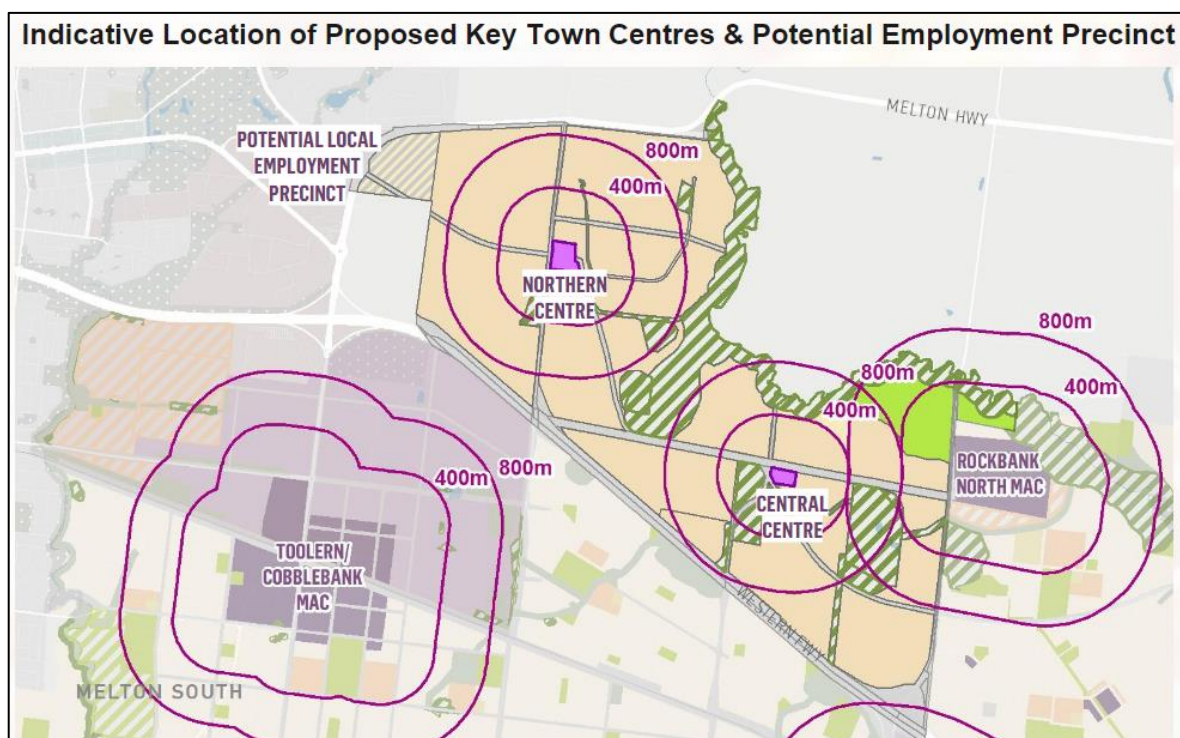 Indicative Location of Proposed Key Town Centres & Potential Employment Precinct
MELTON HWY
POTENTIAL LOCAL
EMPLOYMENT
PRECINCT
800m
400m
NORTHERN
CENTRE
800m
800m
400m
400m
400m
800m
ROCKBANK
NORTH MAC
CENTRAL
CENTRE
TOOLERN/
COBBLEBANK
MAC
WESTERN FWY
MELTON SOUTH